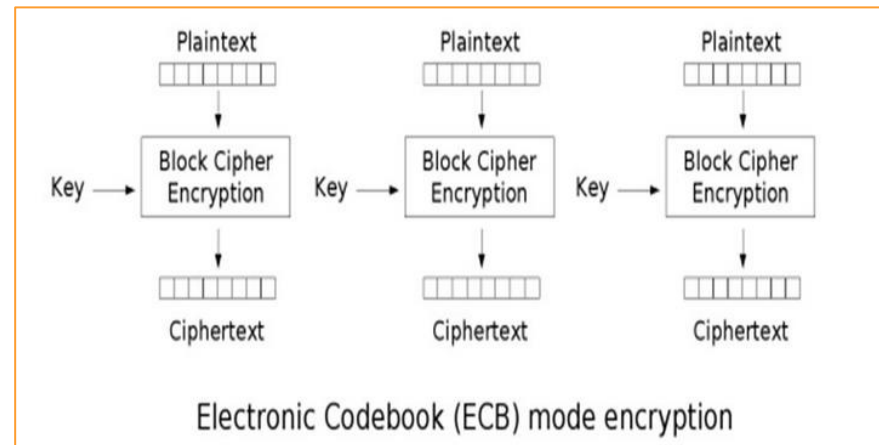 Plaintext Plaintext Plaintext
Block Cipher Block Cipher Block Cipher
Key Encryption Key Encryption Key Encryption
Ciphertext Ciphertext Ciphertext
Electronic Codebook (ECB) mode encryption